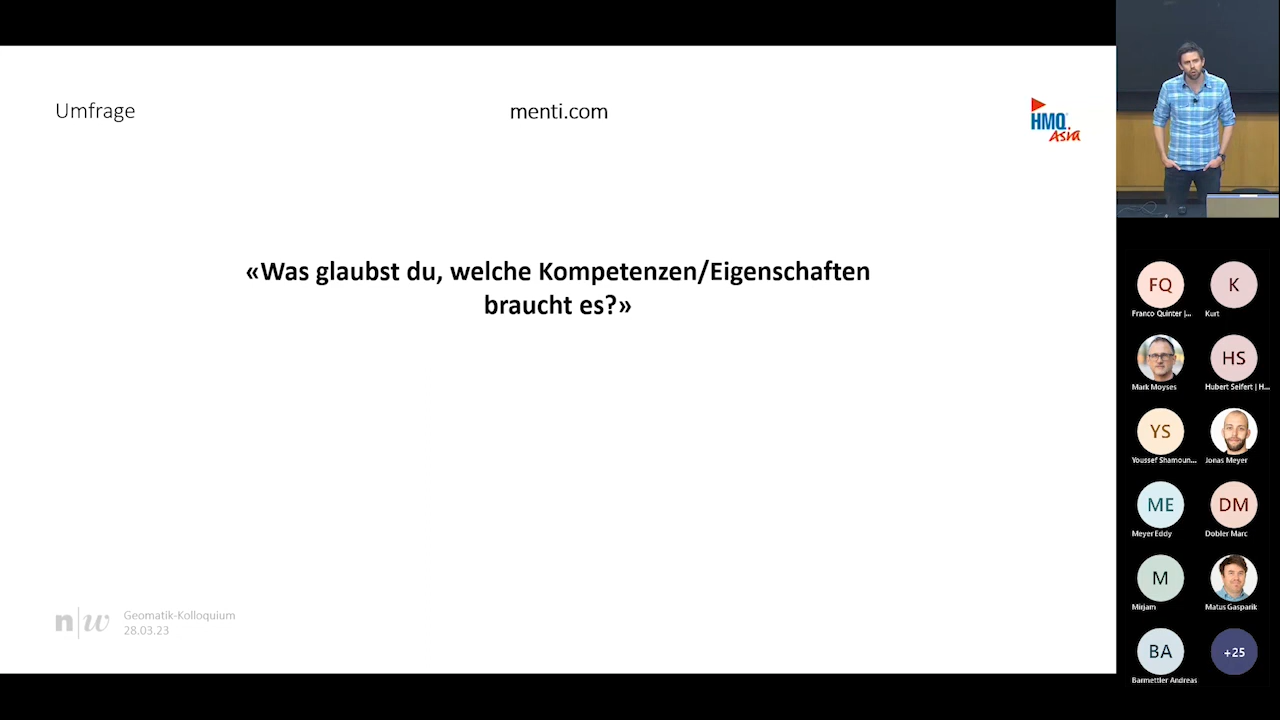 Umfrage
menti.com
HMQ
Asia
«Was glaubst du, welche Kompetenzen/Eigenschaften
braucht es?»
n|w
Geomatik-Kolloquium
28.03.23
FQ
K
Franco Quinter |...
Kurt
HS
Mark Moyses
Hubert Seifert | H...
YS
Youssef Shamoun...
Jonas Meyer
ME
DM
Meyer Eddy
Dobler Marc
M
Mirjam
Matus Gasparik
BA
+25
Barmettler Andreas